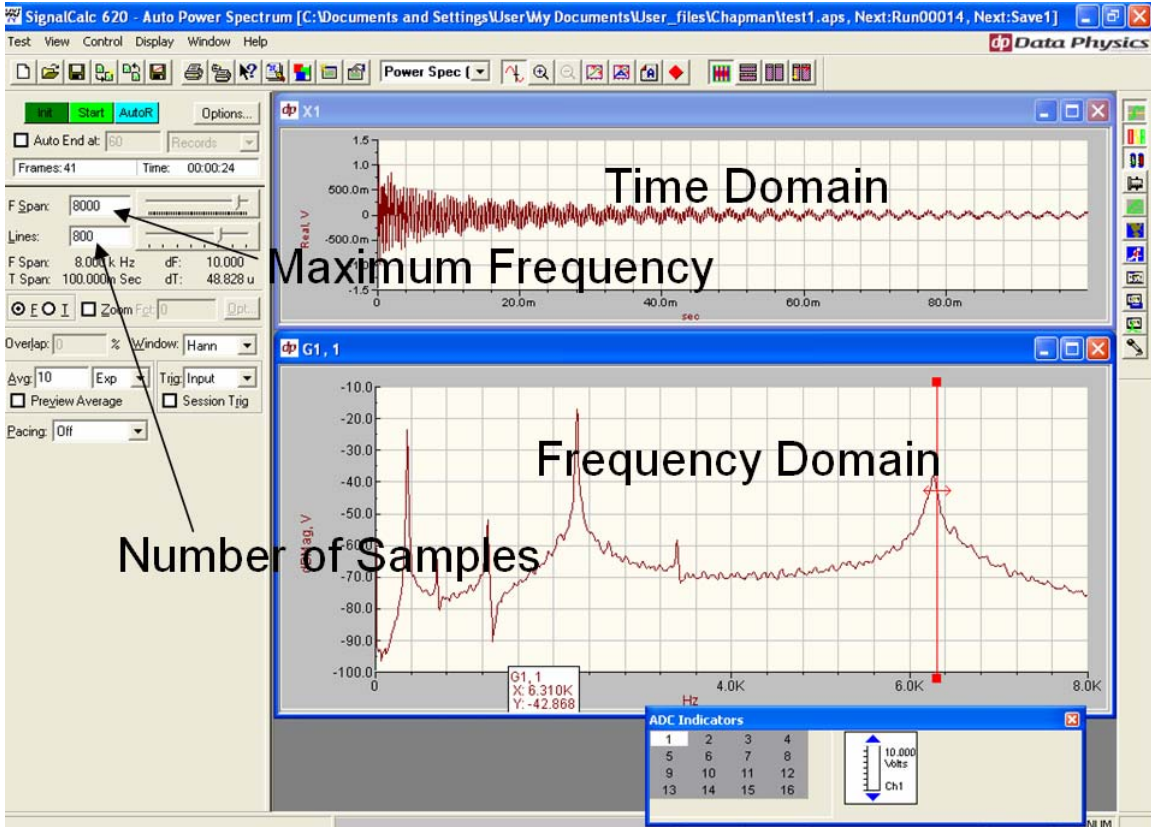 SignalCalc 620 - Auto Power Spectrum [C:\Documents and Settings\User\My Documents\User_files\Chapman\test1.aps, Next:Run00014, Next:Save1]
Test View Control Display Window Help
dp Data Physics
Power Spec (
Init Start AutoR Options...
Auto End at: 60 Records
Frames: 41 Time: 00:00:24
F Span: 8000
Lines: 800
F Span: 8.000 k Hz dF: 10.000
T Span: 100.000m Sec dT: 48.828 u
F T Zoom Fct: 0 Opt...
Overlap: 0 % Window: Hann
Avg: 10 Exp Trig: Input
Preview Average Session Trig
Pacing: Off
dp X1
1.5
1.0
500.0m
0
-500.0m
-1.5
Real, V
0 20.0m 40.0m 60.0m 80.0m
sec
Time Domain
Maximum Frequency
dp G1, 1
-10.0
-20.0
-30.0
-40.0
-50.0
-60.0
-70.0
-80.0
-90.0
-100.0
dBMag, V
0 4.0K 6.0K 8.0K
Hz
Frequency Domain
Number of Samples
G1, 1
X: 6.310K
Y: -42.868
ADC Indicators
1 2 3 4
5 6 7 8
9 10 11 12
13 14 15 16
10.000
Volts
Ch1
NUM